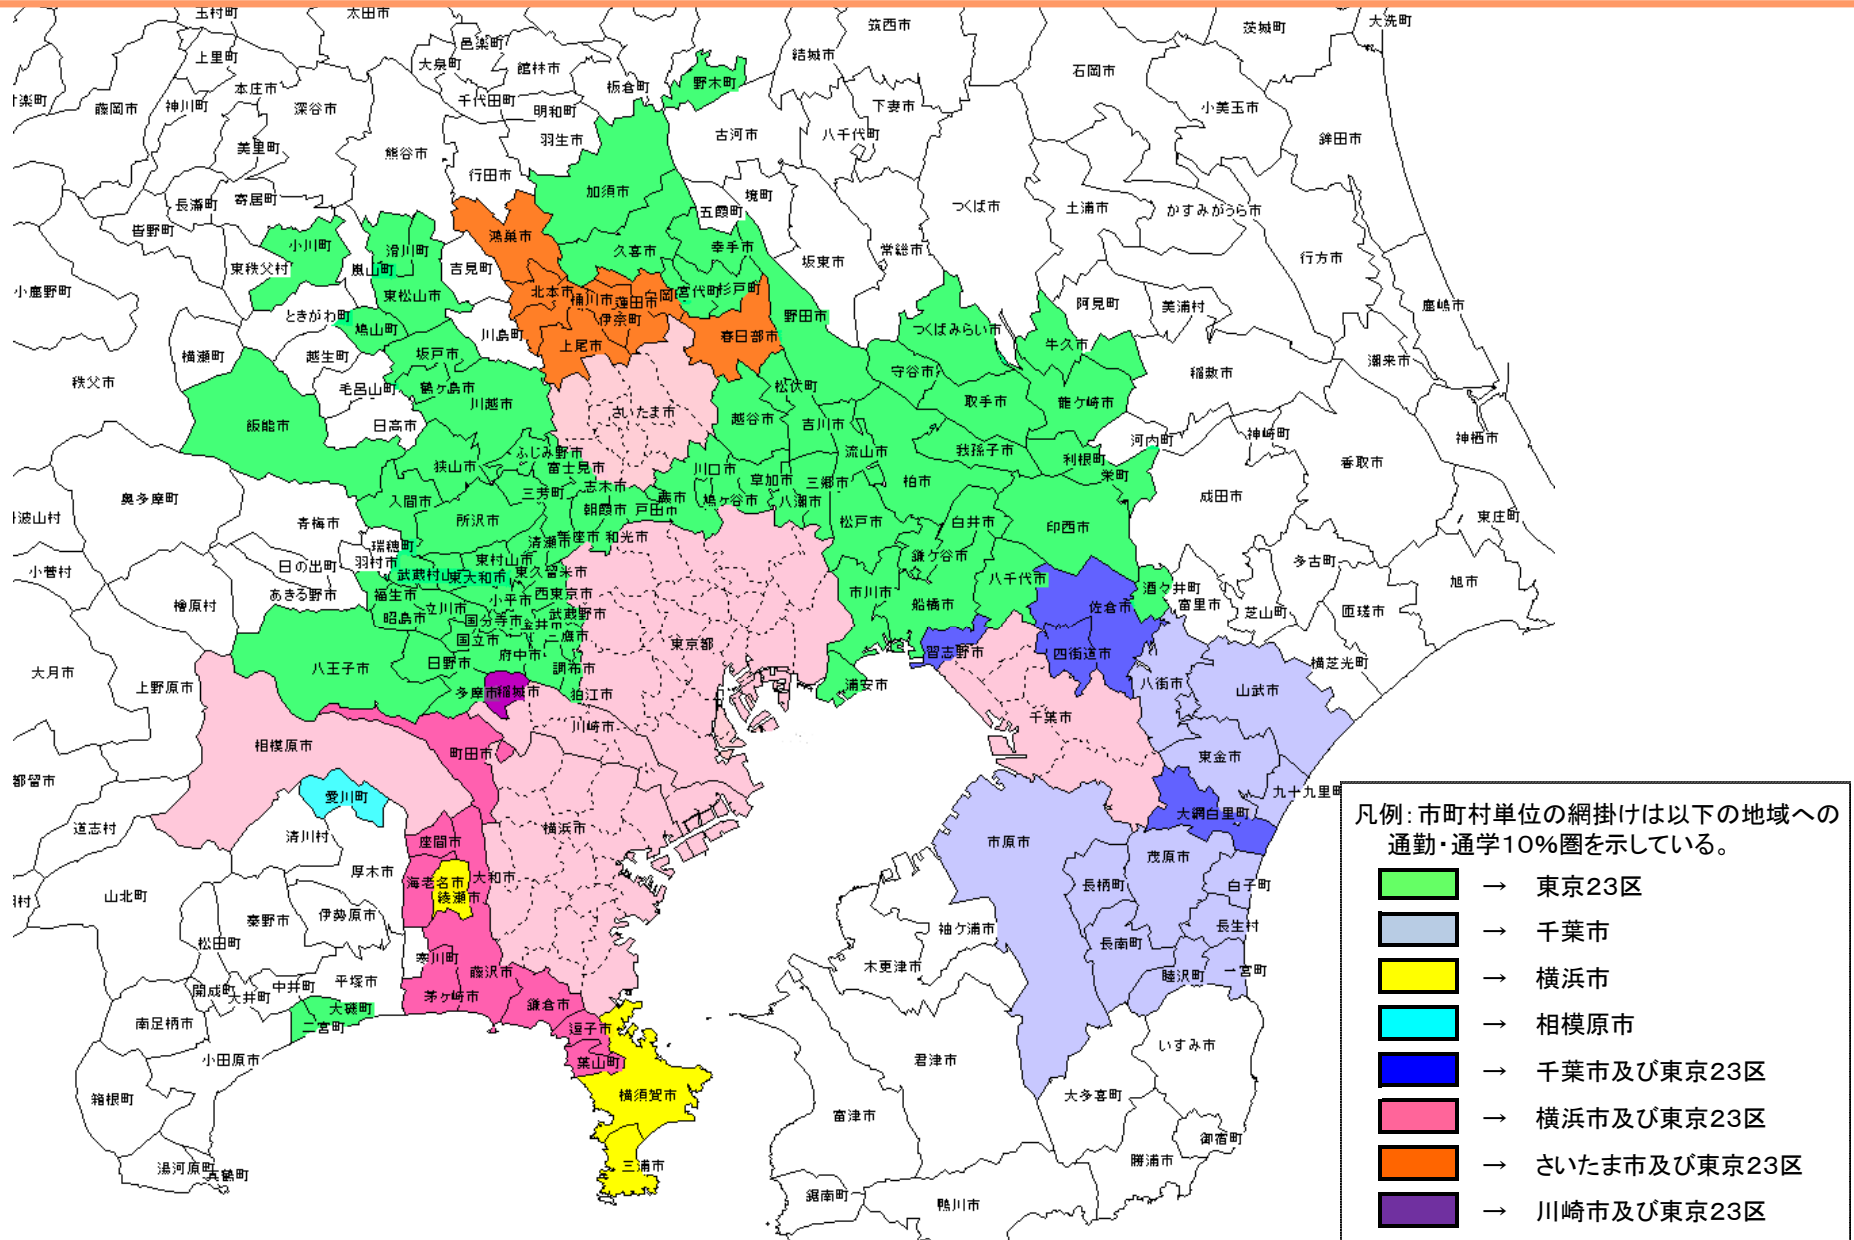 玉村町
太田市
茨城町
大洗町
筑西市
邑楽町
上里町
大泉町
館林市
結城市
石岡市
本庄市
板倉町
野木町
藤岡市
神川町
深谷市
千代田町
明和町
下妻市
小美玉市
美里町
熊谷市
羽生市
古河市
八千代町
鉾田市
行田市
加須市
境町
長瀞町
寄居町
五霞町
つくば市
土浦市
かすみがうら市
皆野町
鴻巣市
小川町
滑川町
久喜市
幸手市
常総市
坂東市
行方市
東秩父村
嵐山町
吉見町
小鹿野町
東松山市
北本市
桶川市
蓮田市
宮代町
杉戸町
阿見町
美浦村
鹿嶋市
ときがわ町
鳩山町
伊奈町
野田市
つくばみらい市
川島町
上尾市
春日部市
牛久市
横瀬町
越生町
坂戸市
潮来市
秩父市
毛呂山町
鶴ヶ島市
松伏町
守谷市
稲敷市
川越市
さいたま市
取手市
龍ケ崎市
飯能市
日高市
越谷市
吉川市
河内町
神崎町
神栖市
ふじみ野市
流山市
我孫子市
利根町
香取市
狭山市
富士見市
川口市
草加市
三郷市
柏市
栄町
奥多摩町
入間市
三芳町
志木市
蕨市
鳩ヶ谷市
八潮市
成田市
青梅市
所沢市
朝霞市
戸田市
松戸市
白井市
印西市
東庄町
瑞穂町
清瀬市
和光市
鎌ケ谷市
小菅村
日の出町
羽村市
東村山市
多古町
旭市
武蔵村山
東大和市
東久留米市
八千代市
酒々井町
檜原村
あきる野市
福生市
小平市
西東京市
市川市
船橋市
佐倉市
富里市
芝山町
匝瑳市
昭島市
立川市
国分寺市
武蔵野市
国立市
東京都
大月市
八王子市
日野市
府中市
調布市
習志野市
四街道市
横芝光町
上野原市
多摩市
稲城市
狛江市
浦安市
八街市
山武市
相模原市
町田市
川崎市
千葉市
東金市
都留市
愛川町
九十九里町
道志村
清川村
座間市
横浜市
市原市
大網白里町
厚木市
海老名市
大和市
茂原市
山北町
綾瀬市
長柄町
白子町
秦野市
伊勢原市
松田町
袖ケ浦市
長南町
長生村
寒川町
藤沢市
木更津市
睦沢町
一宮町
開成町
大井町
中井町
平塚市
茅ケ崎市
鎌倉市
南足柄市
大磯町
二宮町
逗子市
小田原市
葉山町
君津市
いすみ市
箱根町
横須賀市
富津市
大多喜町
湯河原町
真鶴町
三浦市
御宿町
勝浦市
鋸南町
鴨川市
凡例：市町村単位の網掛けは以下の地域への
通勤・通学10%圏を示している。
→ 東京23区
→ 千葉市
→ 横浜市
→ 相模原市
→ 千葉市及び東京23区
→ 横浜市及び東京23区
→ さいたま市及び東京23区
→ 川崎市及び東京23区